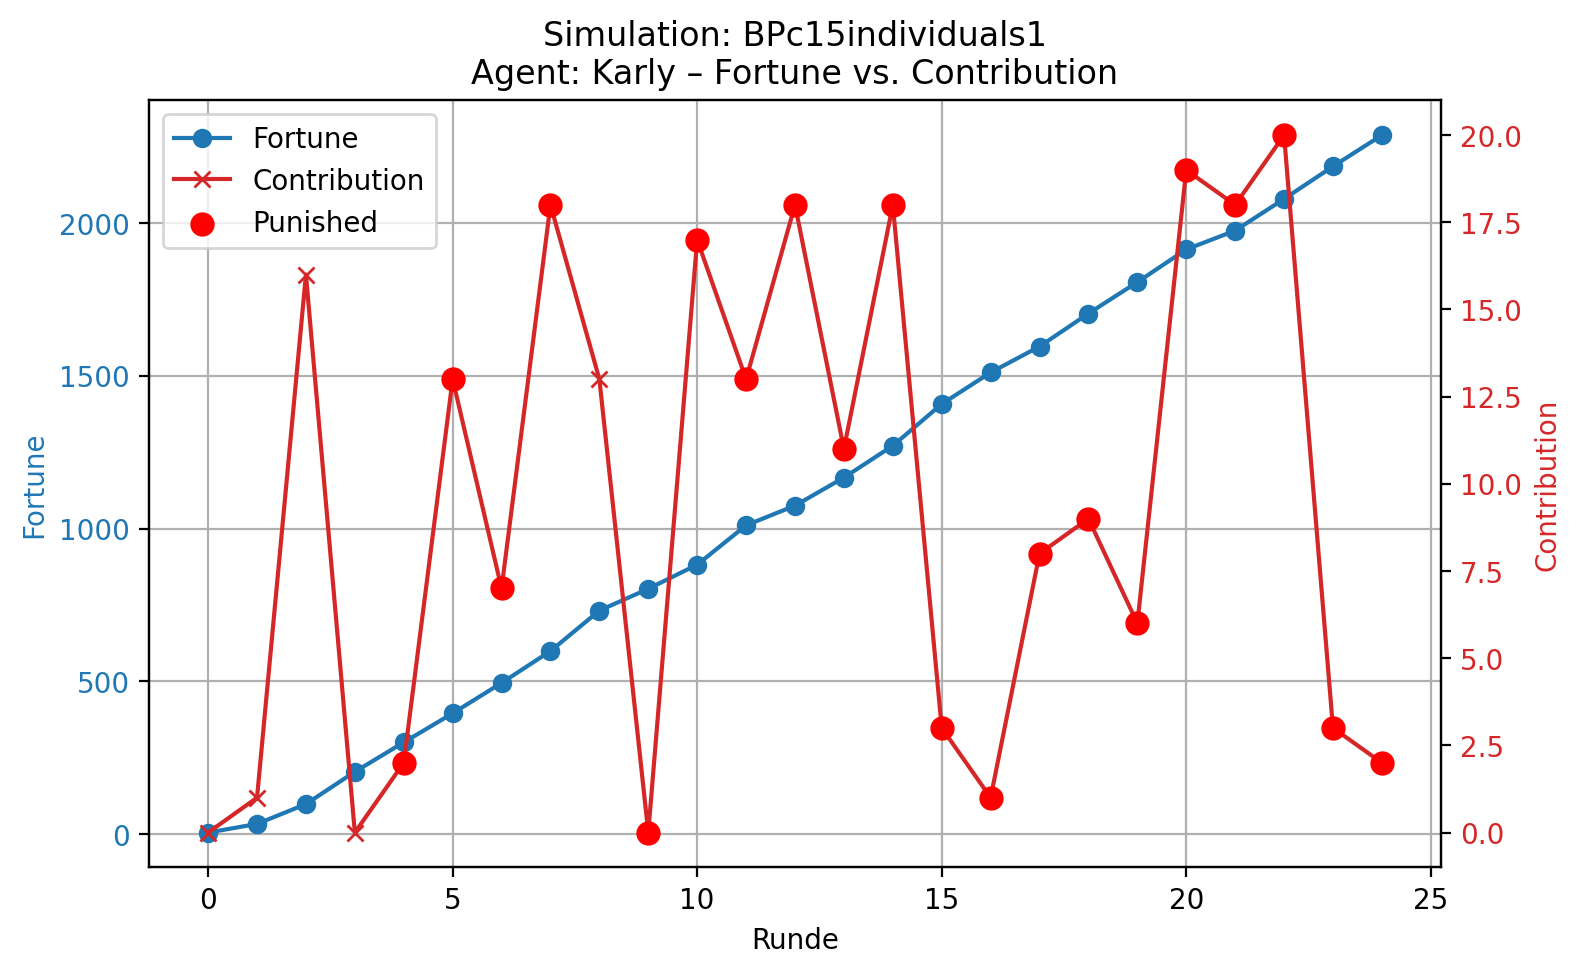 Simulation: BPc15individuals1
Agent: Karly – Fortune vs. Contribution
Fortune
Contribution
Punished
2000
1500
1000
500
0
Fortune
20.0
17.5
15.0
12.5
10.0
7.5
5.0
2.5
0.0
Contribution
0 5 10 15 20 25
Runde